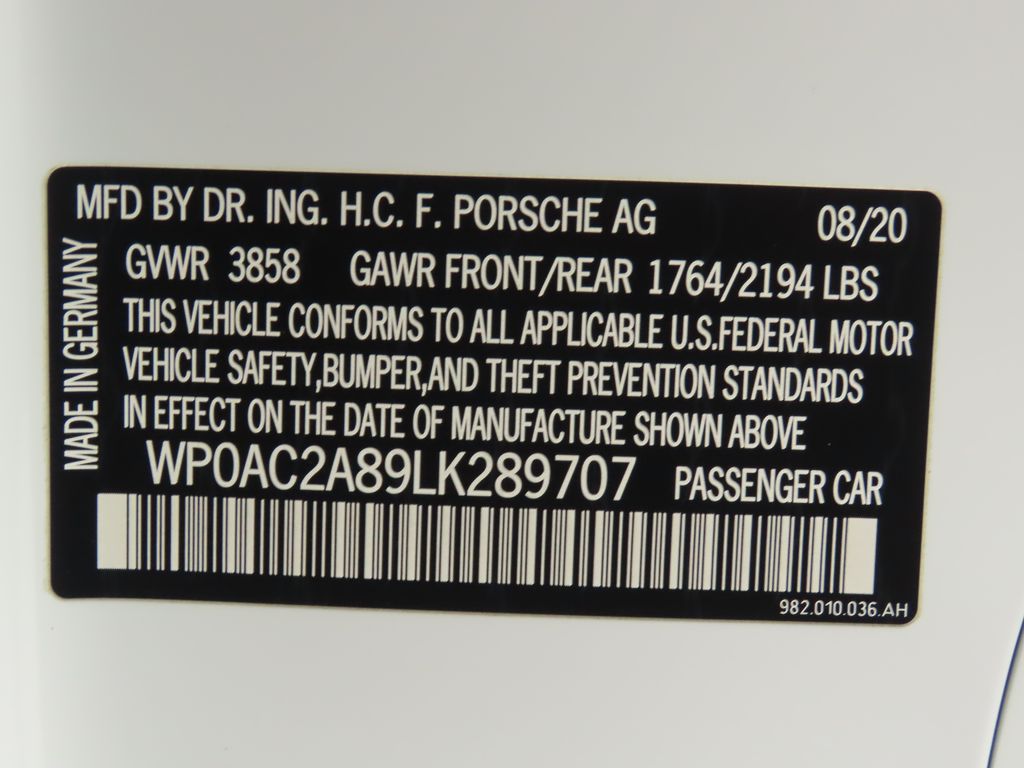 MFD BY DR. ING. H.C. F. PORSCHE AG 08/20
GVWR 3858 GAWR FRONT/REAR 1764/2194 LBS
THIS VEHICLE CONFORMS TO ALL APPLICABLE U.S.FEDERAL MOTOR
VEHICLE SAFETY,BUMPER,AND THEFT PREVENTION STANDARDS
IN EFFECT ON THE DATE OF MANUFACTURE SHOWN ABOVE
WP0AC2A89LK289707 PASSENGER CAR
982.010.036.AH
MADE IN GERMANY